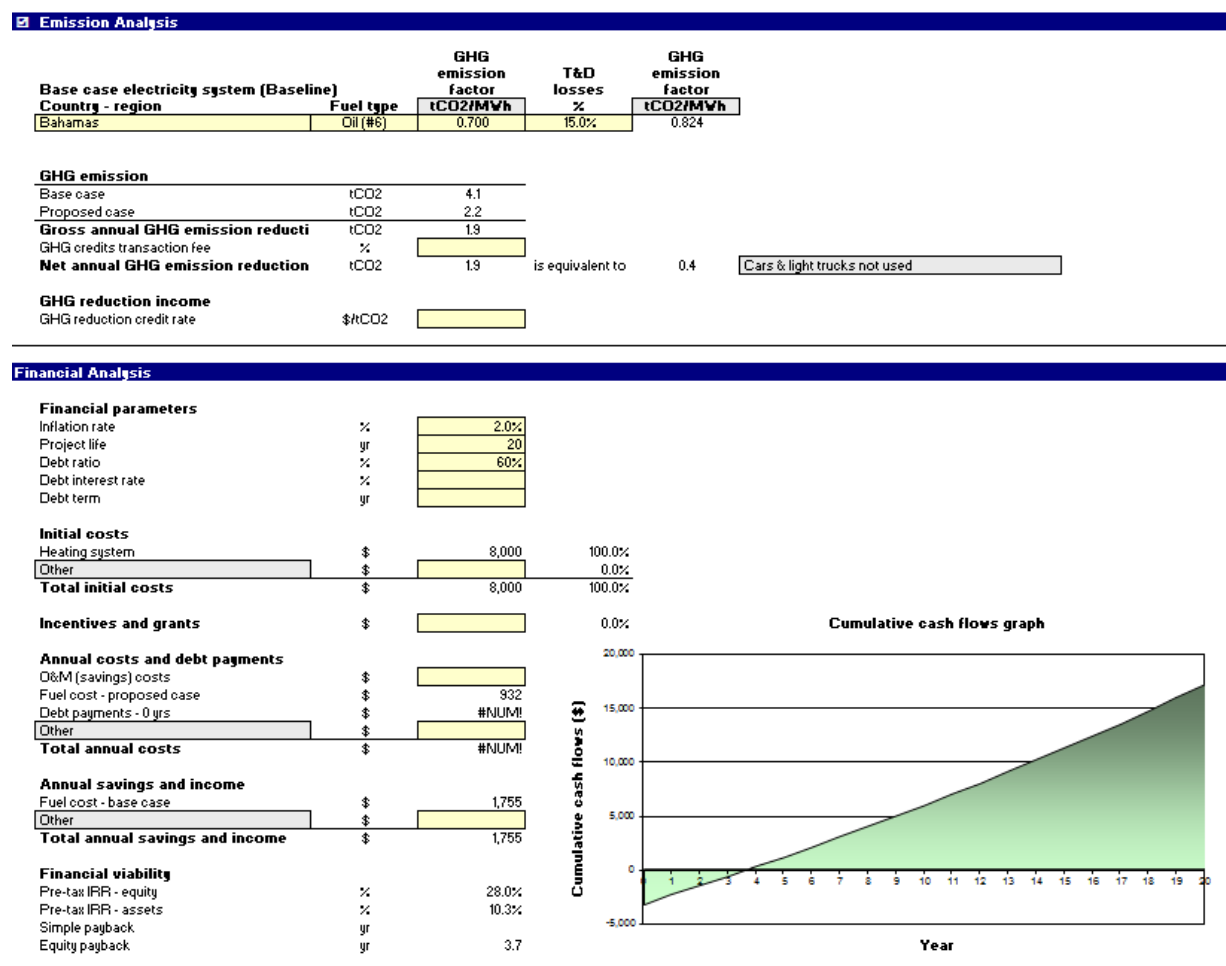 Emission Analysis
GHG GHG
emission T&D emission
Base case electricity system (Baseline) factor losses factor
Country - region Fuel type tCO2/MWh % tCO2/MWh
Bahamas Oil (#6) 0.700 15.0% 0.824
GHG emission
Base case tCO2 4.1
Proposed case tCO2 2.2
Gross annual GHG emission reducti tCO2 1.9
GHG credits transaction fee %
Net annual GHG emission reduction tCO2 1.9 is equivalent to 0.4 Cars & light trucks not used
GHG reduction income
GHG reduction credit rate $/tCO2
Financial Analysis
Financial parameters
Inflation rate % 2.0%
Project life yr 20
Debt ratio % 60%
Debt interest rate %
Debt term yr
Initial costs
Heating system $ 8,000 100.0%
Other $ 0.0%
Total initial costs $ 8,000 100.0%
Incentives and grants $ 0.0%
Annual costs and debt payments
O&M (savings) costs $
Fuel cost - proposed case $ 932
Debt payments - 0 yrs $ #NUM!
Other $
Total annual costs $ #NUM!
Annual savings and income
Fuel cost - base case $ 1,755
Other $
Total annual savings and income $ 1,755
Financial viability
Pre-tax IRR - equity % 28.0%
Pre-tax IRR - assets % 10.3%
Simple payback yr
Equity payback yr 3.7
Cumulative cash flows graph
Cumulative cash flows ($)
20,000
15,000
10,000
5,000
0
-5,000
0 1 2 3 4 5 6 7 8 9 10 11 12 13 14 15 16 17 18 19 20
Year